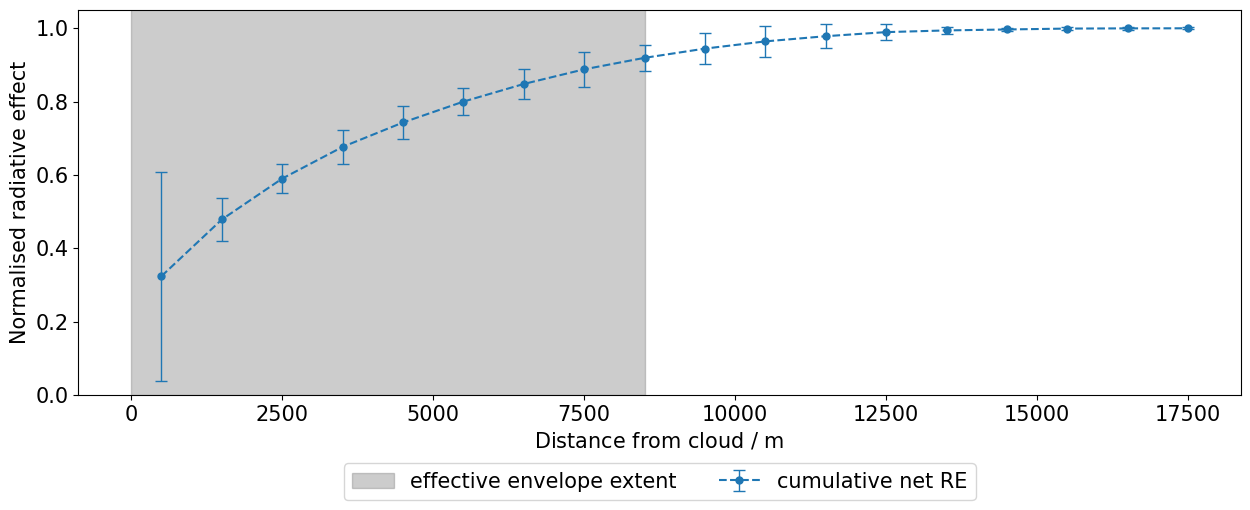 Normalised radiative effect
1.0
0.8
0.6
0.4
0.2
0.0
0 2500 5000 7500 10000 12500 15000 17500
Distance from cloud / m
effective envelope extent cumulative net RE